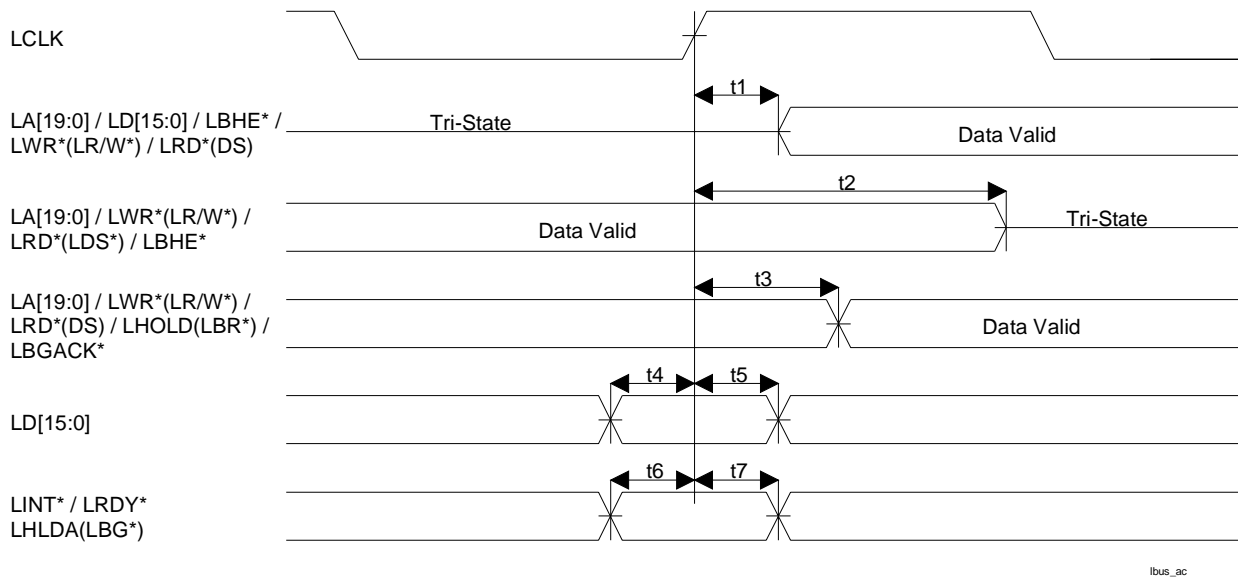 LCLK
t1
LA[19:0] / LD[15:0] / LBHE* /
LWR*(LR/W*) / LRD*(DS)
Tri-State
Data Valid
t2
LA[19:0] / LWR*(LR/W*) /
LRD*(LDS*) / LBHE*
Data Valid
Tri-State
t3
LA[19:0] / LWR*(LR/W*) /
LRD*(DS) / LHOLD(LBR*) /
LBGACK*
Data Valid
t4
t5
LD[15:0]
t6
t7
LINT* / LRDY*
LHLDA(LBG*)
lbus_ac